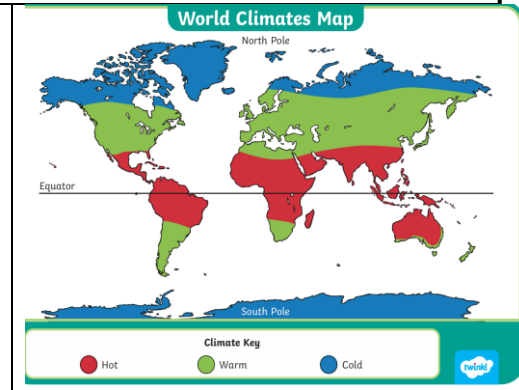 World Climates Map
North Pole
Equator
South Pole
Climate Key
Hot
Warm
Cold
twinkl